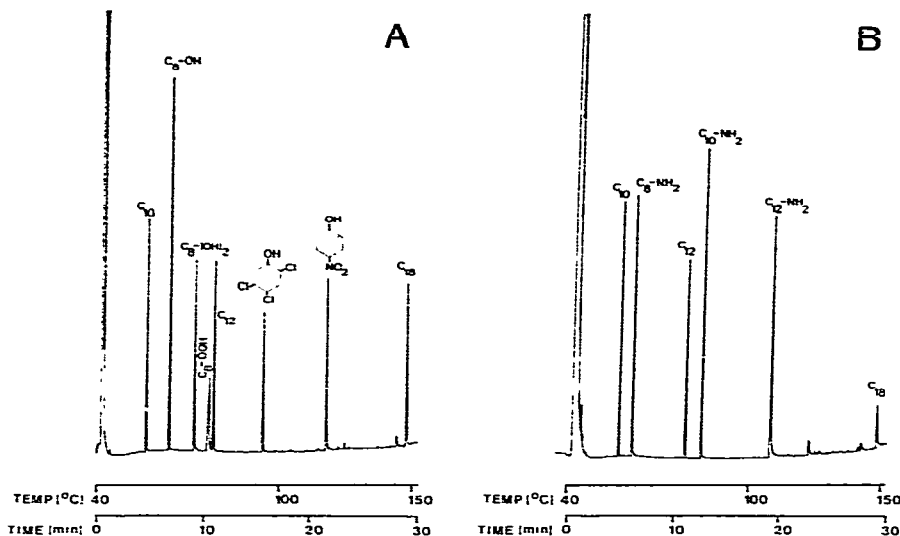 A
C8-OH
C10
C8-(OH)2
C8-OOH
C12
OH
Cl
Cl
Cl
OH
NO2
C18
TEMP [°C] 40 100 150
TIME [min] 0 10 20 30
B
C10-NH2
C10
C8-NH2
C12
C12-NH2
C18
TEMP [°C] 40 100 150
TIME [min] 0 10 20 30